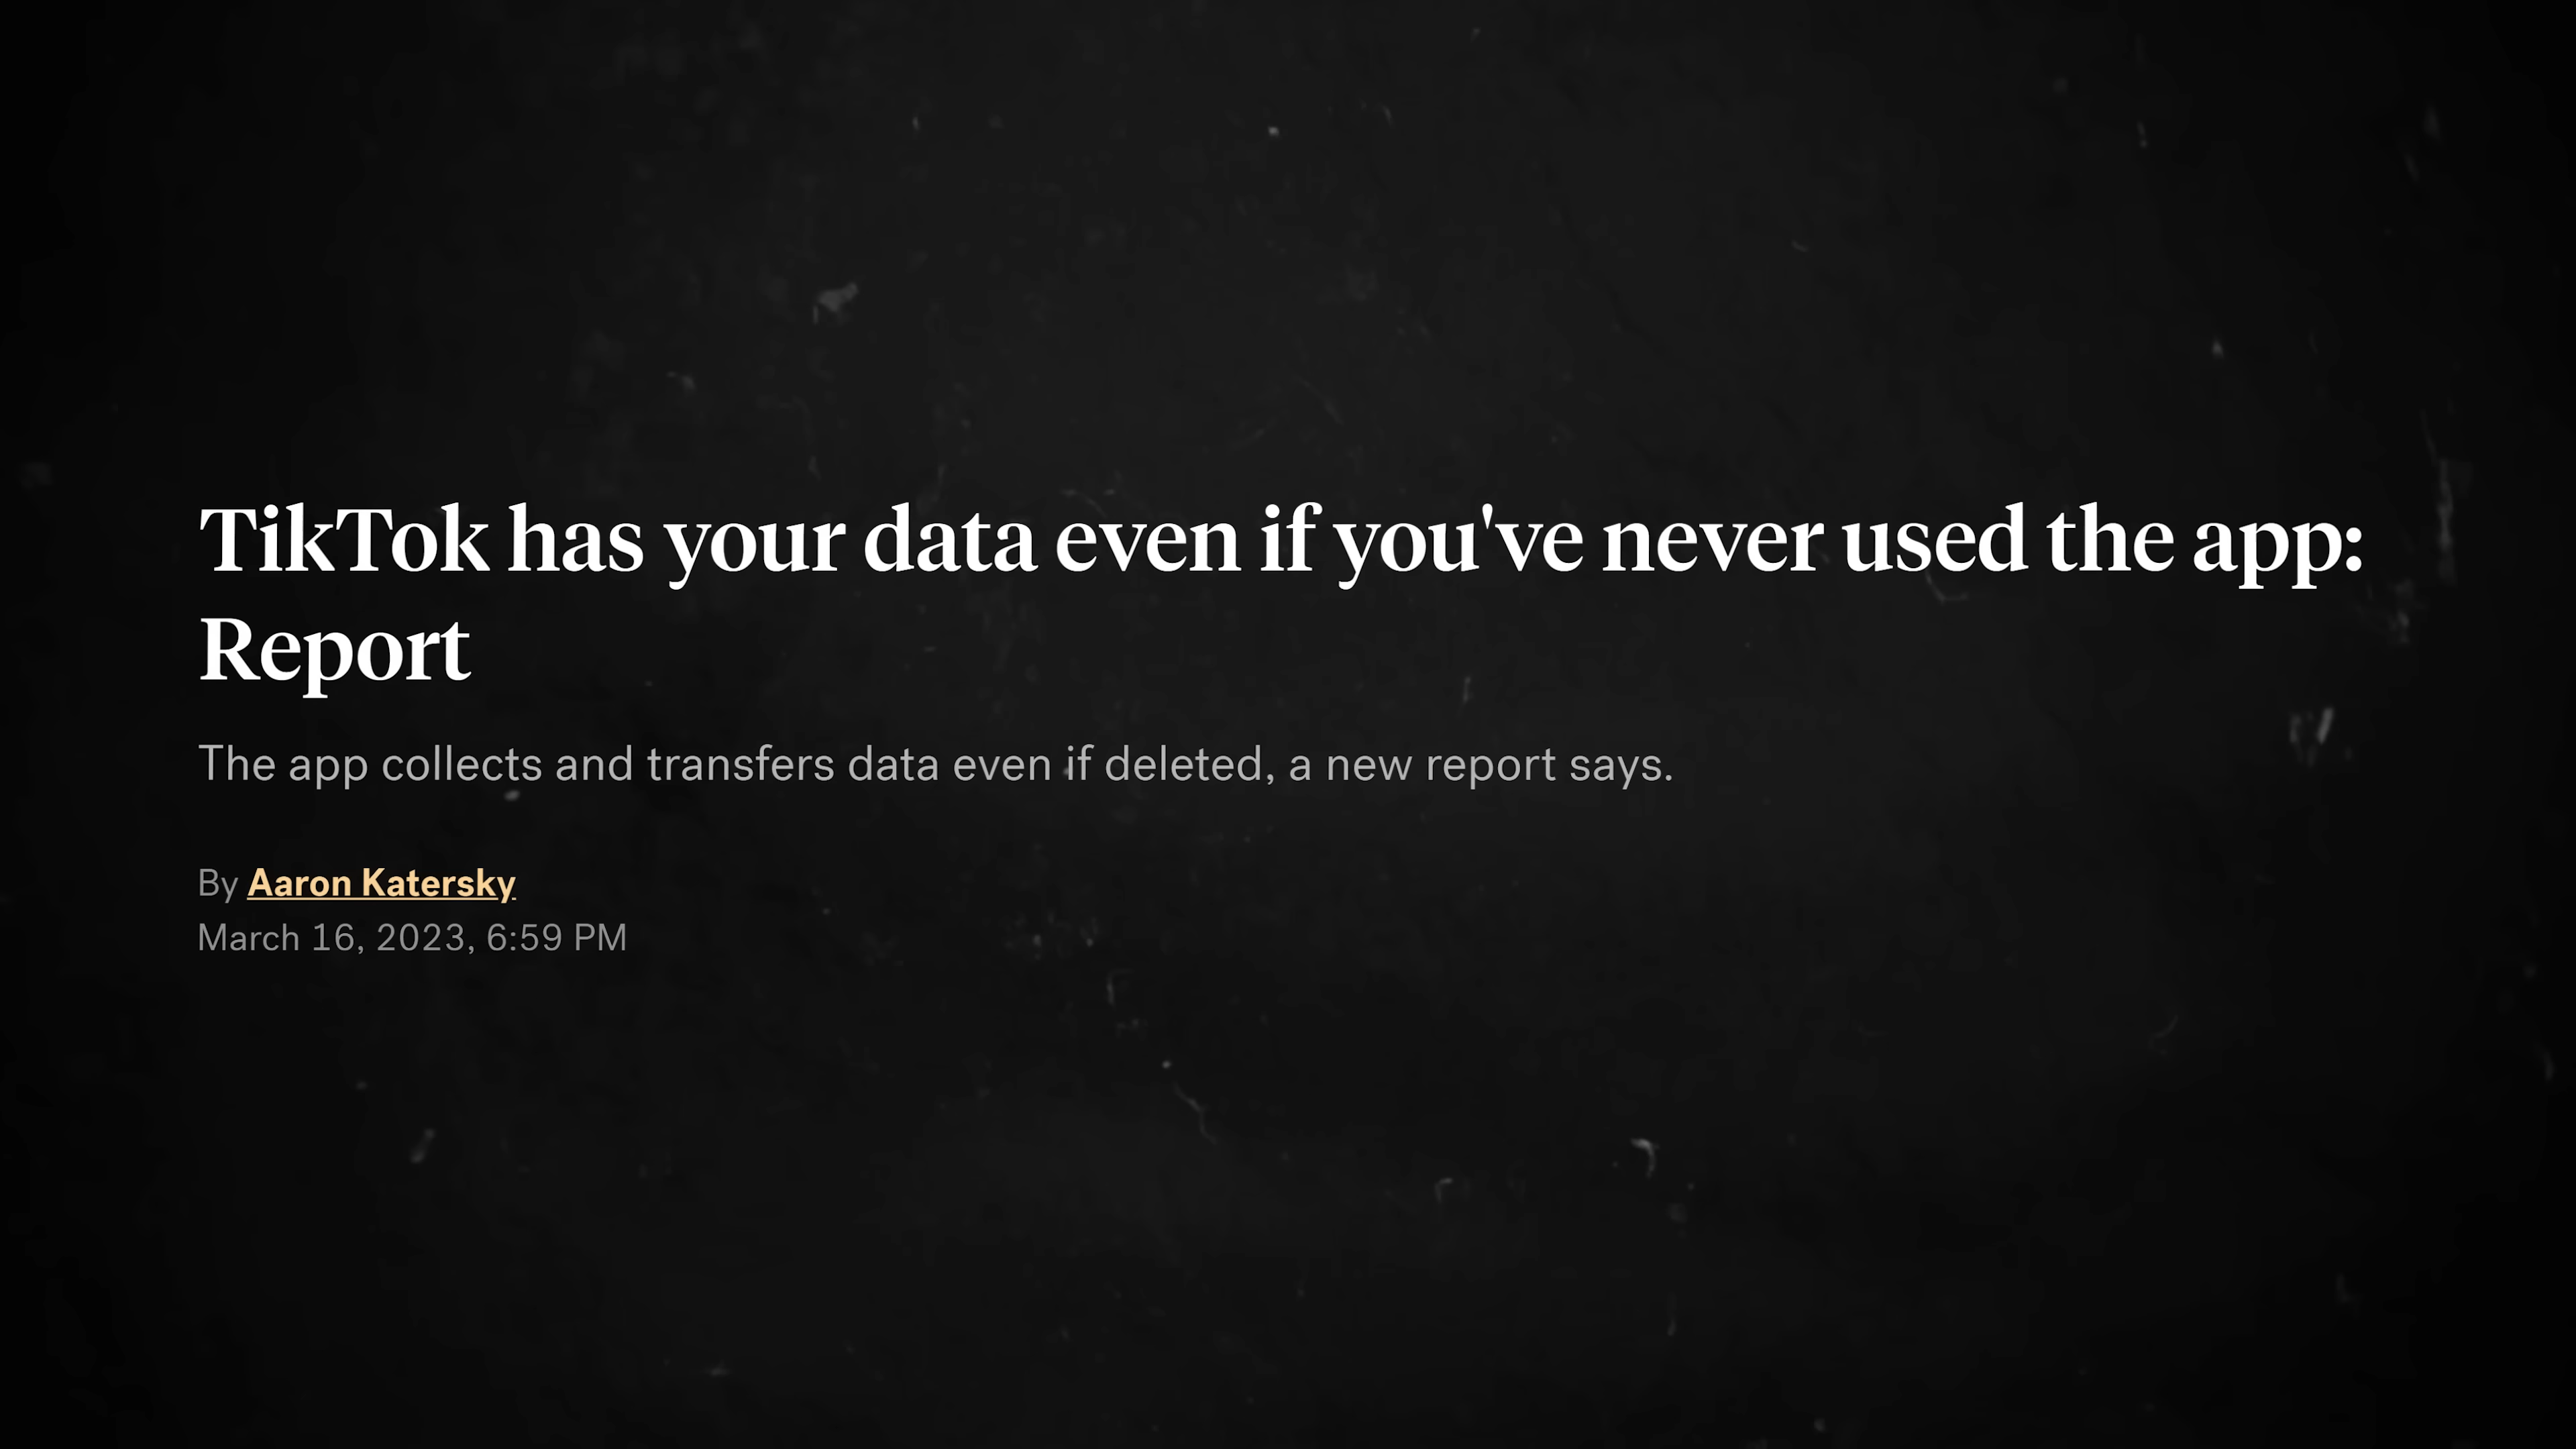 TikTok has your data even if you've never used the app:
Report
The app collects and transfers data even if deleted, a new report says.
By Aaron Katersky
March 16, 2023, 6:59 PM